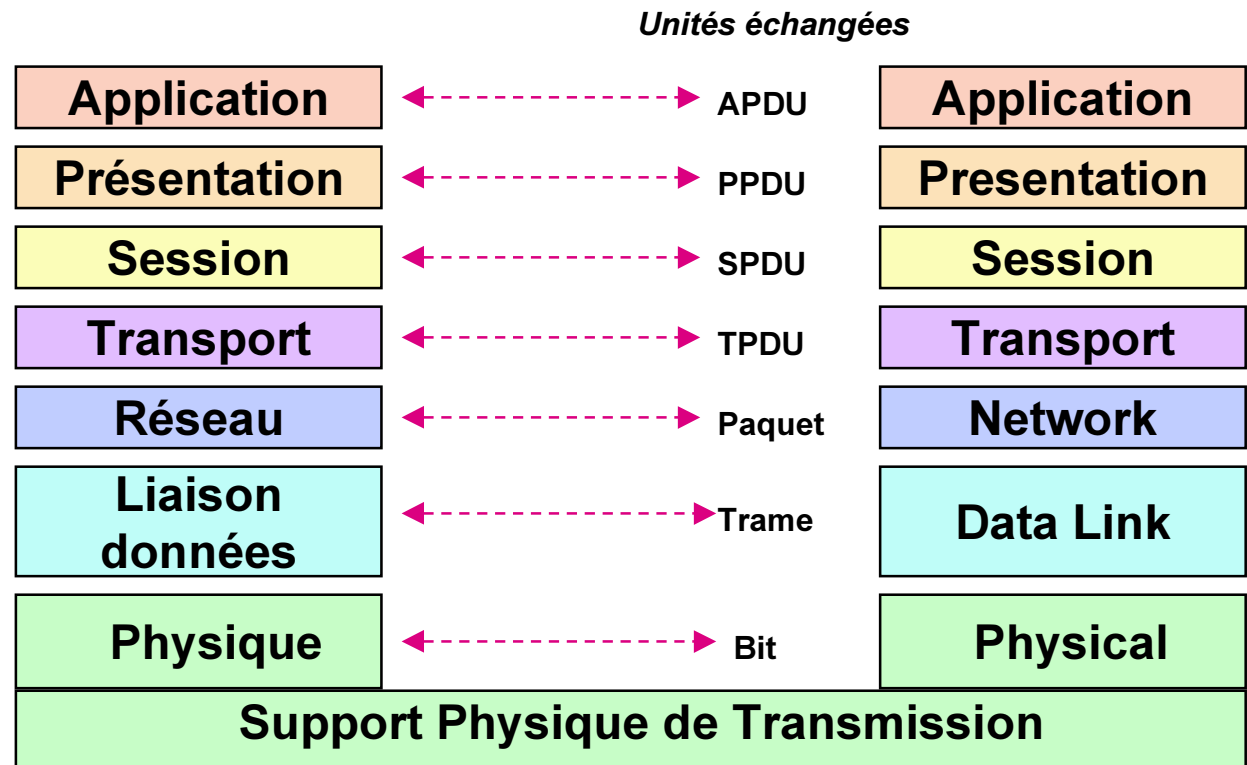 Unités échangées
Application APDU Application
Présentation PPDU Presentation
Session SPDU Session
Transport TPDU Transport
Réseau Paquet Network
Liaison
données Trame Data Link
Physique Bit Physical
Support Physique de Transmission